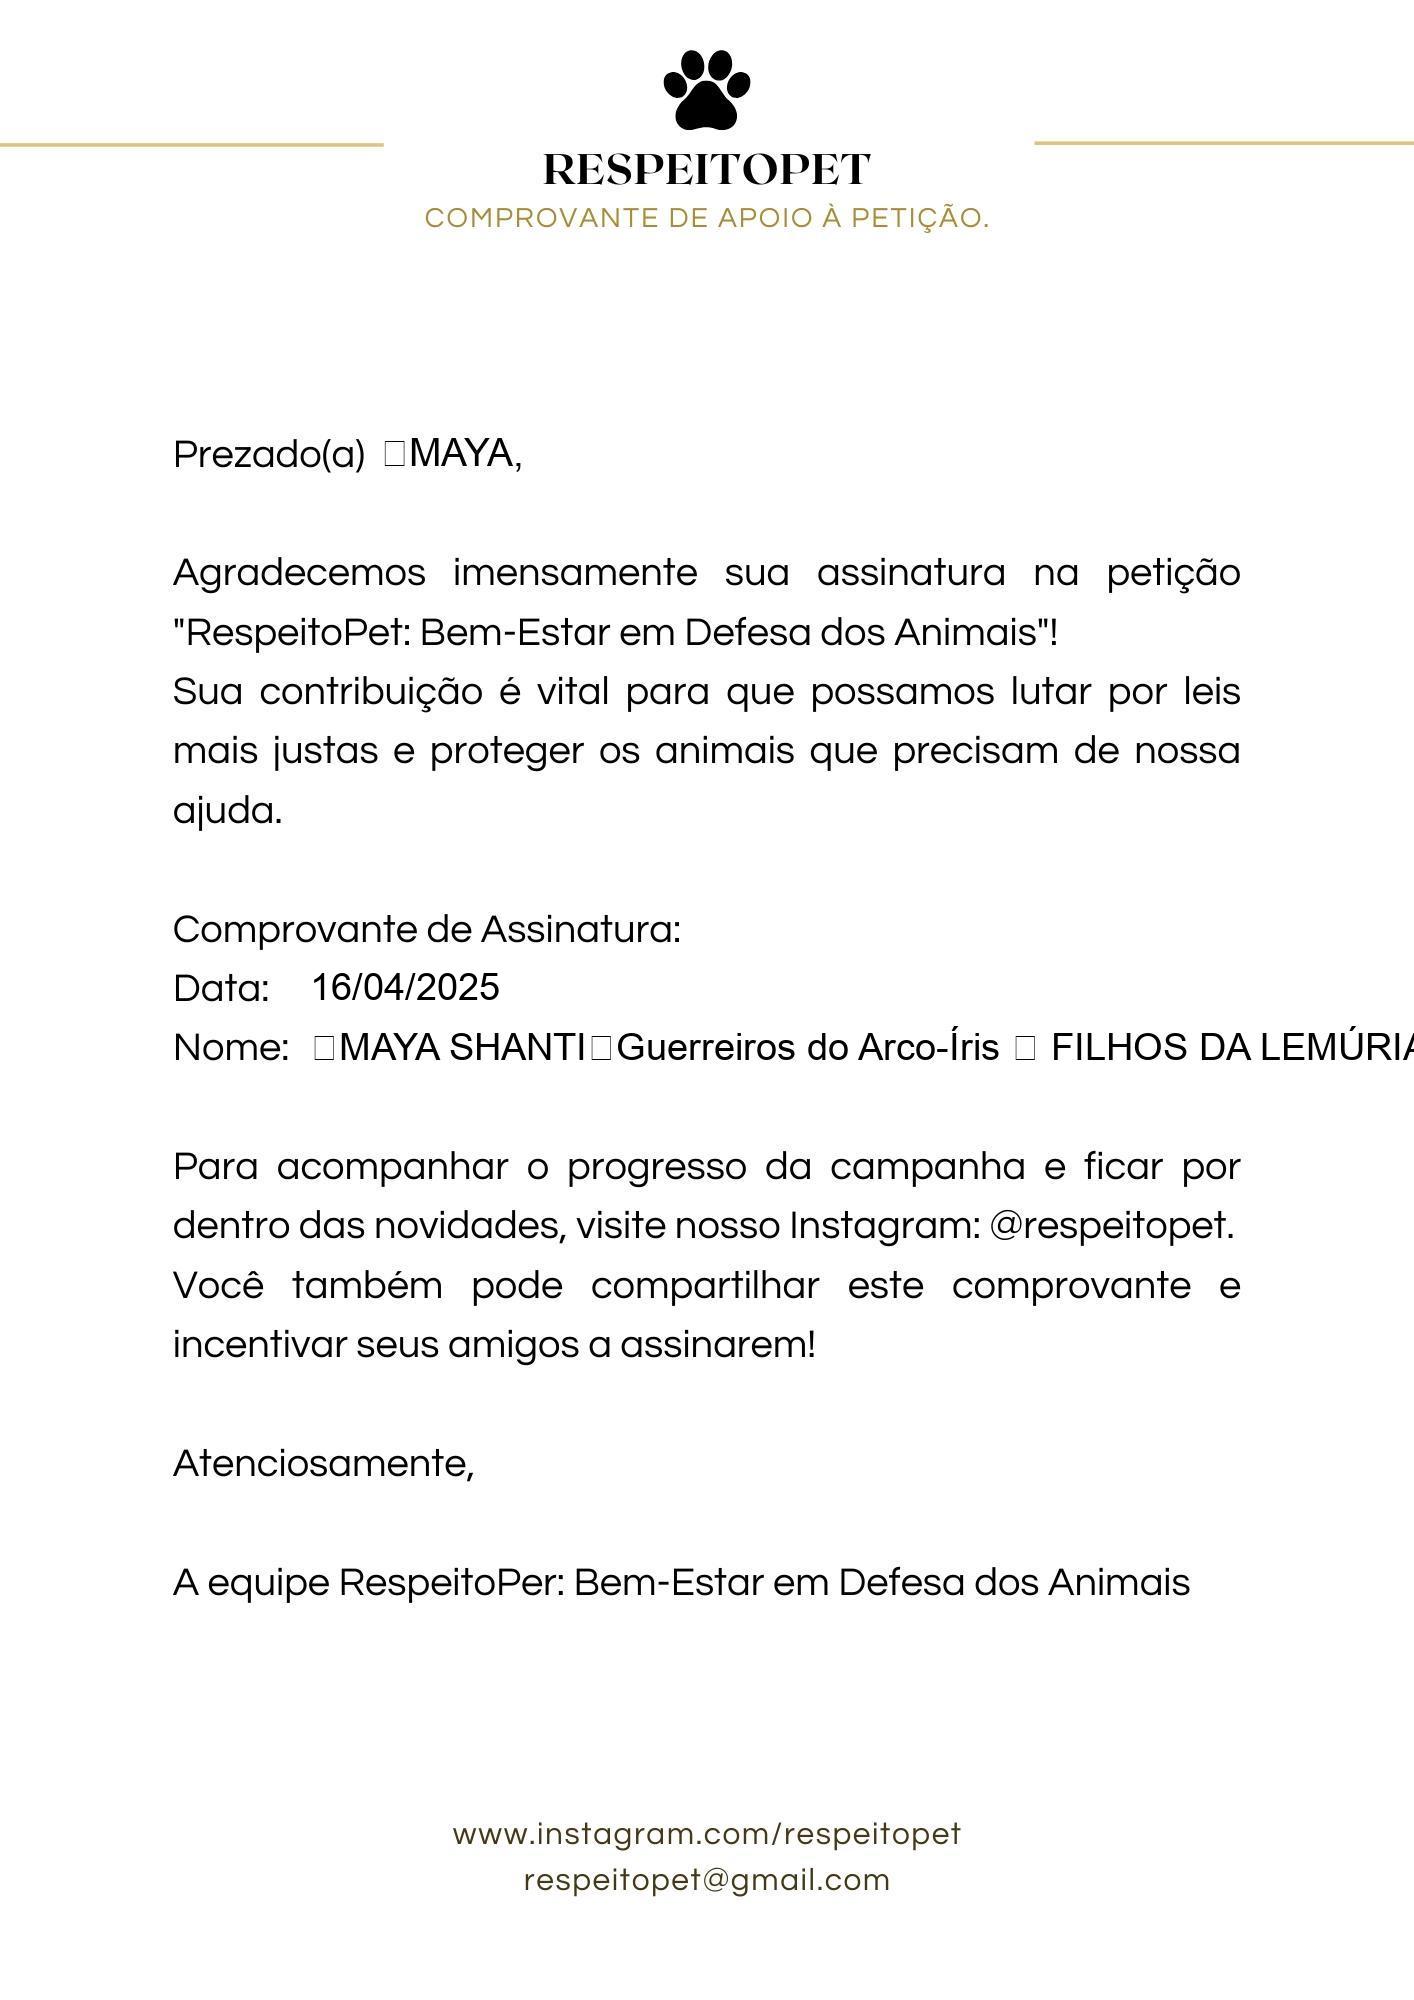 RESPEITOPET
COMPROVANTE DE APOIO À PETIÇÃO.
Prezado(a) □MAYA,
Agradecemos imensamente sua assinatura na petição
"RespeitoPet: Bem-Estar em Defesa dos Animais"!
Sua contribuição é vital para que possamos lutar por leis
mais justas e proteger os animais que precisam de nossa
ajuda.
Comprovante de Assinatura:
Data: 16/04/2025
Nome: □MAYA SHANTI□Guerreiros do Arco-Íris □ FILHOS DA LEMÚRIA
Para acompanhar o progresso da campanha e ficar por
dentro das novidades, visite nosso Instagram: @respeitopet.
Você também pode compartilhar este comprovante e
incentivar seus amigos a assinarem!
Atenciosamente,
A equipe RespeitoPer: Bem-Estar em Defesa dos Animais
www.instagram.com/respeitopet
respeitopet@gmail.com